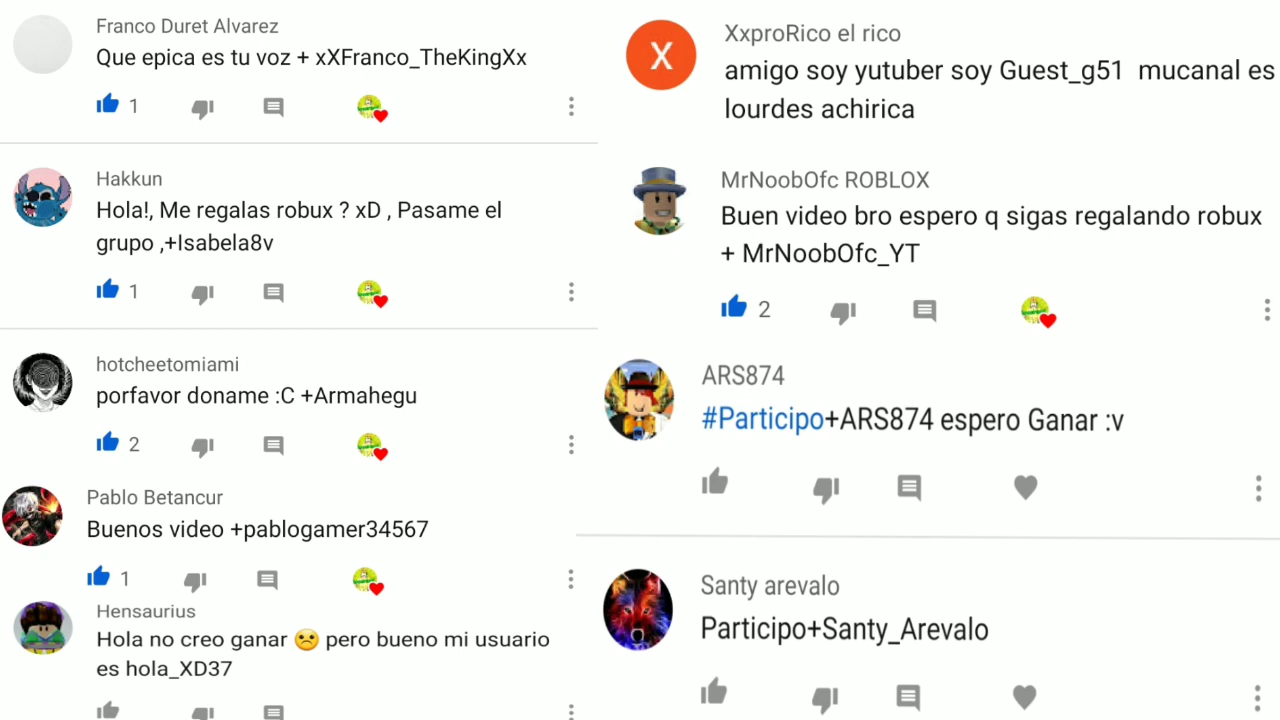 Franco Duret Alvarez
Que epica es tu voz + xXFranco_TheKingXx
1
Hakkun
Hola!, Me regalas robux ? xD , Pasame el
grupo ,+Isabela8v
1
hotcheetomiami
porfavor doname :C +Armahegu
2
Pablo Betancur
Buenos video +pablogamer34567
1
Hensaurius
Hola no creo ganar ☹️ pero bueno mi usuario
es hola_XD37
X
XxproRico el rico
amigo soy yutuber soy Guest_g51 mucanal es
lourdes achirica
MrNoobOfc ROBLOX
Buen video bro espero q sigas regalando robux
+ MrNoobOfc_YT
2
ARS874
#Participo+ARS874 espero Ganar :v
Santy arevalo
Participo+Santy_Arevalo